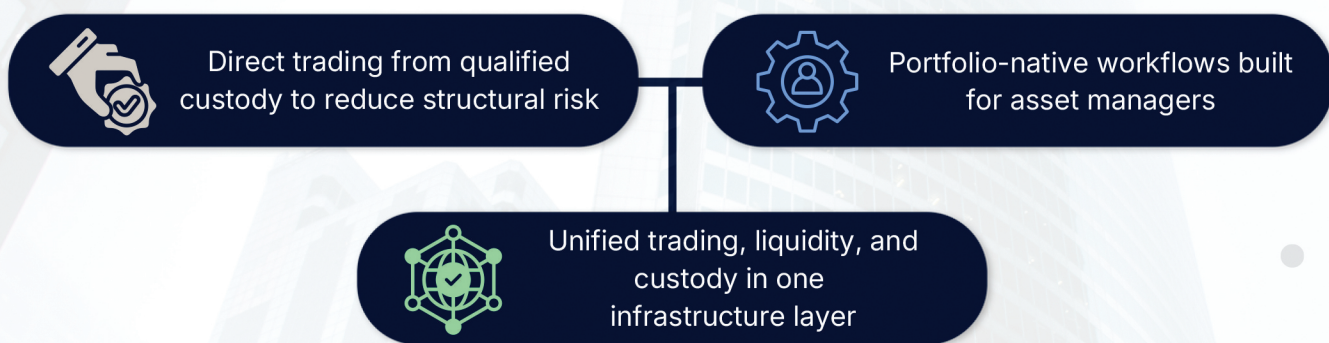 Direct trading from qualified
custody to reduce structural risk
Portfolio-native workflows built
for asset managers
Unified trading, liquidity, and
custody in one
infrastructure layer